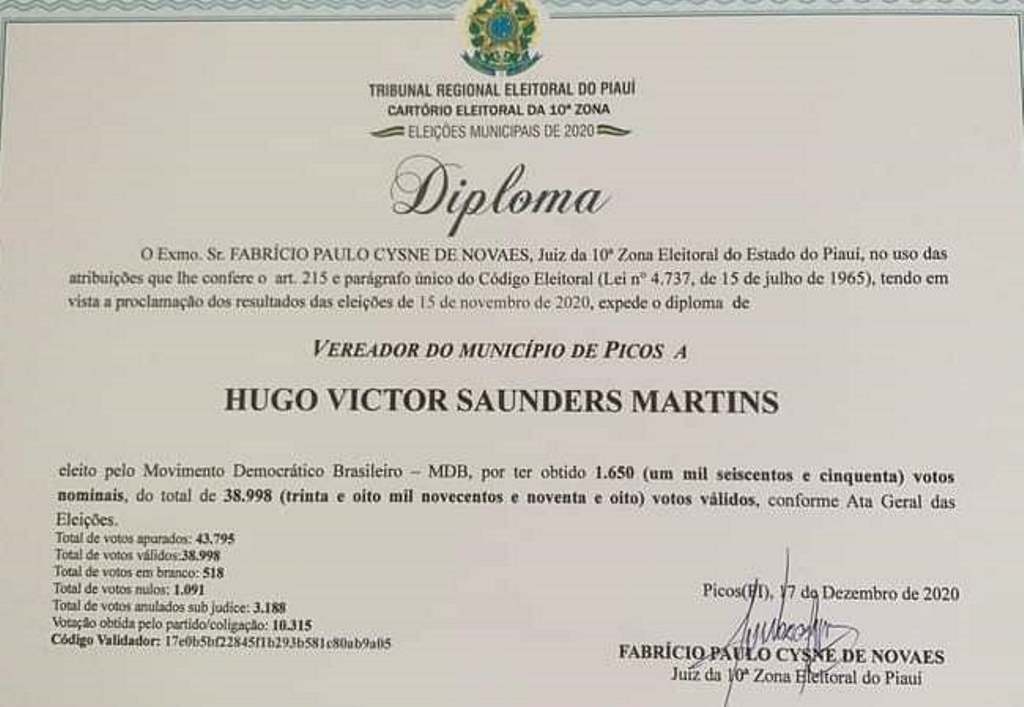 TRIBUNAL REGIONAL ELEITORAL DO PIAUÍ
CARTÓRIO ELEITORAL DA 10ª ZONA
ELEIÇÕES MUNICIPAIS DE 2020
Diploma
O Exmo. Sr. FABRÍCIO PAULO CYSNE DE NOVAES, Juiz da 10ª Zona Eleitoral do Estado do Piauí, no uso das
atribuições que lhe confere o art. 215 e parágrafo único do Código Eleitoral (Lei nº 4.737, de 15 de julho de 1965), tendo em
vista a proclamação dos resultados das eleições de 15 de novembro de 2020, expede o diploma de
VEREADOR DO MUNICÍPIO DE PICOS A
HUGO VICTOR SAUNDERS MARTINS
eleito pelo Movimento Democrático Brasileiro – MDB, por ter obtido 1.650 (um mil seiscentos e cinquenta) votos
nominais, do total de 38.998 (trinta e oito mil novecentos e noventa e oito) votos válidos, conforme Ata Geral das
Eleições.
Total de votos apurados: 43.795
Total de votos válidos:38.998
Total de votos em branco: 518
Total de votos nulos: 1.091
Total de votos anulados sub judice: 3.188
Votação obtida pelo partido/coligação: 10.315
Código Validador: 17e0b5bf22845f1b293b581c80ab9a05
Picos(PI), 17 de Dezembro de 2020
FABRÍCIO PAULO CYSNE DE NOVAES
Juiz da 10ª Zona Eleitoral do Piauí